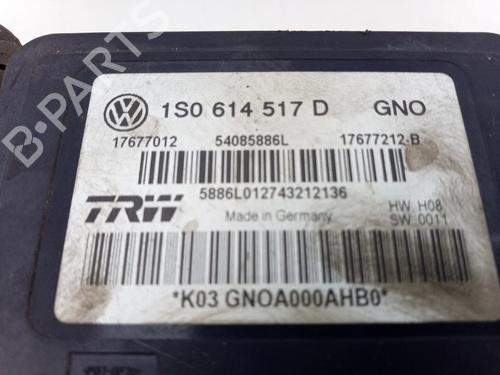 1S0 614 517 D GNO
17677012 54085886L 17677212-B
5886L012743212136
TRW
Made in Germany
HW H08
SW 0011
*K03 GNOA000AHB0*
B-PARTS